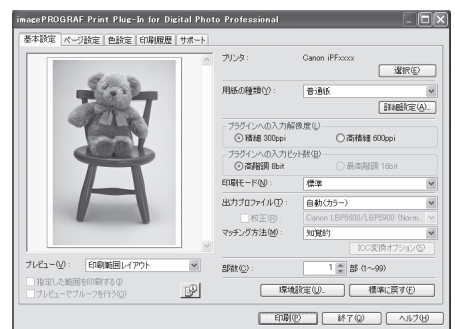 imagePROGRAF Print Plug-In for Digital Photo Professional
基本設定 ページ設定 色設定 印刷履歴 サポート
プリンタ： Canon iPFxxxx
選択(E)
用紙の種類(Y)： 普通紙
詳細設定(A)...
プラグインへの入力解像度(L)
精細 300ppi 高精細 600ppi
プラグインへの入力ビット数(B)
高階調 8bit 最高階調 16bit
印刷モード(N)： 標準
出力プロファイル(T)： 自動(カラー)
校正(R)： Canon LBP5600/LBP5900 (Norm...
マッチング方法(M)： 知覚的
ICC変換オプション(S)
プレビュー(V)： 印刷範囲レイアウト
指定した範囲を印刷する(I)
プレビューでプルーフを行う(O)
部数(C)： 1 部 (1～99)
環境設定(U)... 標準に戻す(F)
印刷(P) 終了(Q) ヘルプ(H)